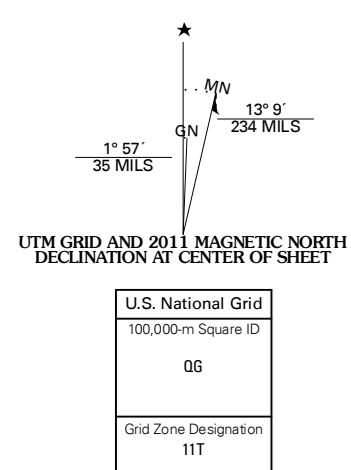 MN
GN
13° 9´
234 MILS
1° 57´
35 MILS
UTM GRID AND 2011 MAGNETIC NORTH
DECLINATION AT CENTER OF SHEET
U.S. National Grid
100,000-m Square ID
QG
Grid Zone Designation
11T